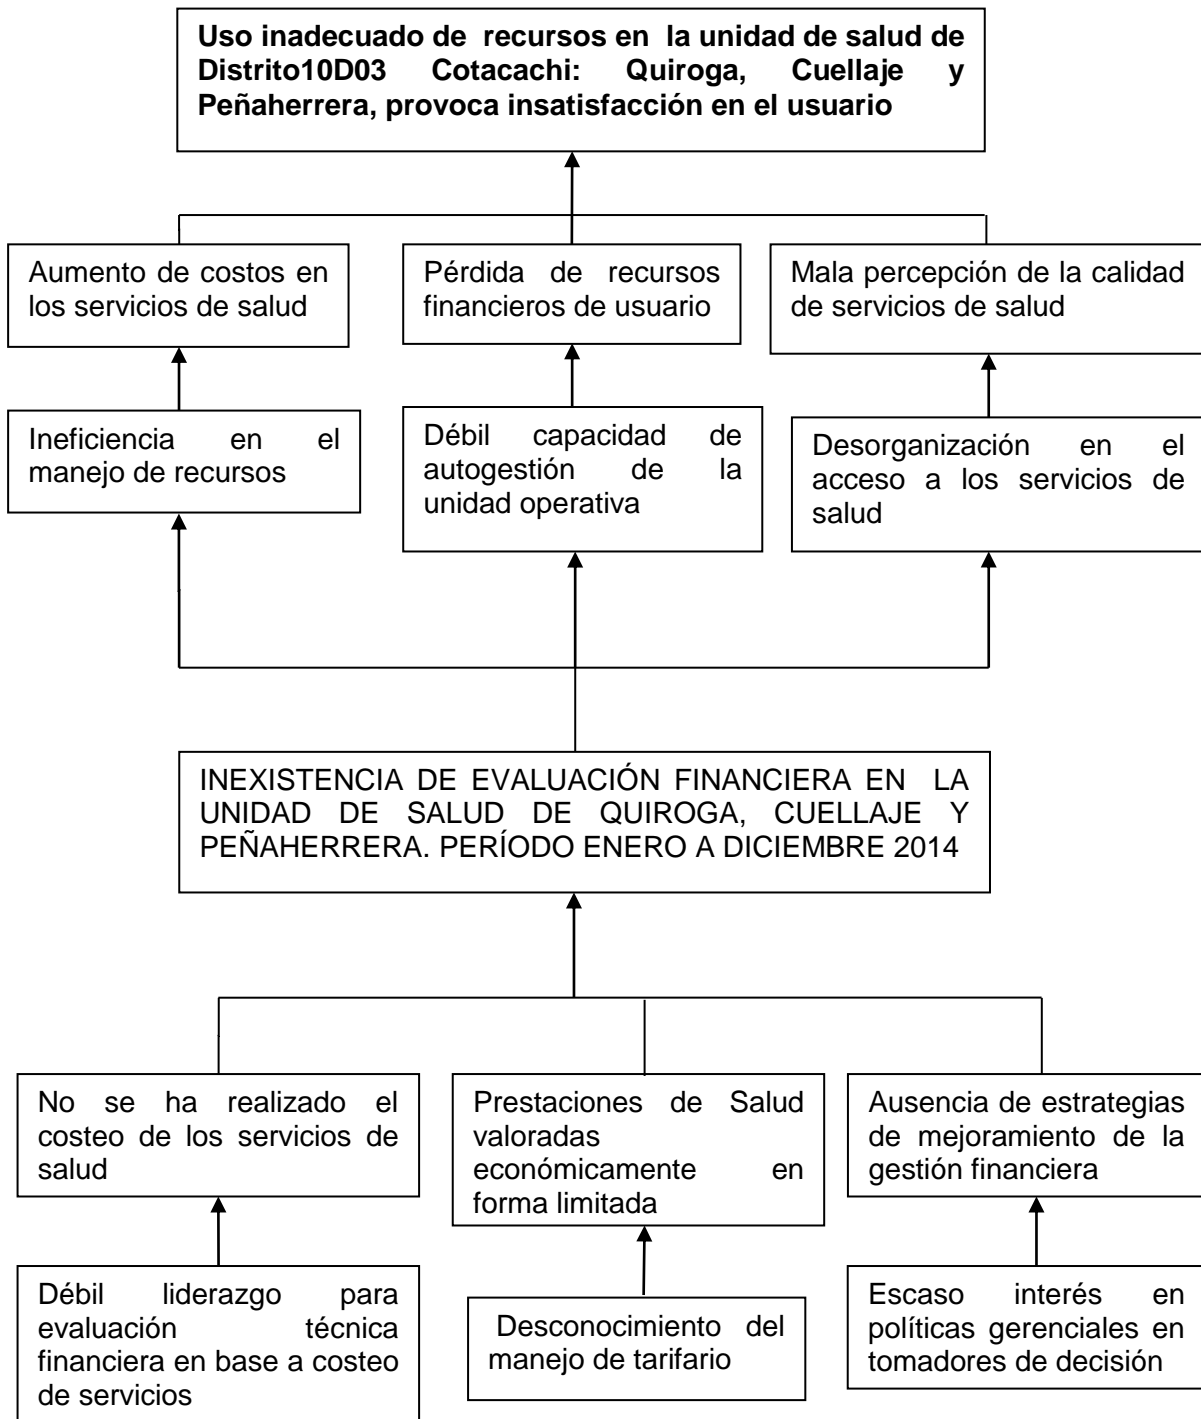 Uso inadecuado de recursos en la unidad de salud de
Distrito10D03 Cotacachi: Quiroga, Cuellaje y
Peñaherrera, provoca insatisfacción en el usuario
Aumento de costos en
los servicios de salud
Pérdida de recursos
financieros de usuario
Mala percepción de la calidad
de servicios de salud
Ineficiencia en el
manejo de recursos
Débil capacidad de
autogestión de la
unidad operativa
Desorganización en el
acceso a los servicios de
salud
INEXISTENCIA DE EVALUACIÓN FINANCIERA EN LA
UNIDAD DE SALUD DE QUIROGA, CUELLAJE Y
PEÑAHERRERA. PERÍODO ENERO A DICIEMBRE 2014
No se ha realizado el
costeo de los servicios de
salud
Prestaciones de Salud
valoradas
económicamente en
forma limitada
Ausencia de estrategias
de mejoramiento de la
gestión financiera
Débil liderazgo para
evaluación técnica
financiera en base a costeo
de servicios
Desconocimiento del
manejo de tarifario
Escaso interés en
políticas gerenciales en
tomadores de decisión